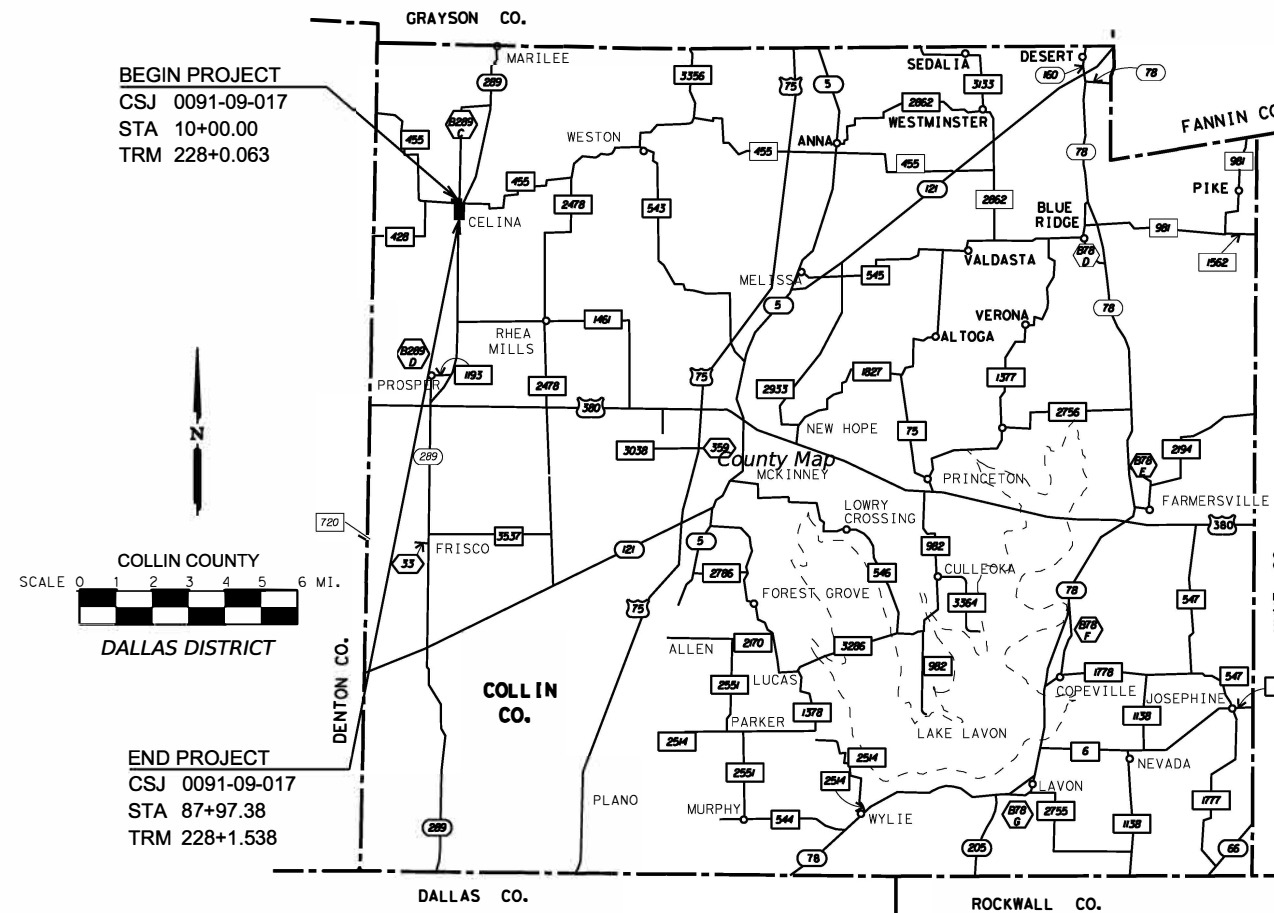 GRAYSON CO.
MARILEE
BEGIN PROJECT
CSJ 0091-09-017
STA 10+00.00
TRM 228+0.063
289
3356
75
5
SEDALIA
DESERT
160
78
3133
2862
WESTMINSTER
FANNIN CO
B289
C
455
WESTON
ANNA
455
455
78
981
121
PIKE
455
2478
543
2862
BLUE
RIDGE
CELINA
428
981
B78
D
1562
VALDASTA
MELISSA
545
5
78
VERONA
RHEA
MILLS
1461
ALTOGA
B289
D
PROSPER
1193
2478
75
2933
1827
1377
380
2756
N
NEW HOPE
75
289
3038
359
County Map
MCKINNEY
2194
B78
E
PRINCETON
FARMERSVILLE
LOWRY
CROSSING
720
380
3537
FRISCO
121
5
982
33
COLLIN COUNTY
SCALE 0 1 2 3 4 5 6 MI.
DALLAS DISTRICT
2786
546
CULLEOKA
78
FOREST GROVE
3364
547
75
B78
F
ALLEN
2170
3286
DENTON CO.
COLLIN
CO.
LUCAS
982
1778
547
2551
COPEVILLE
JOSEPHINE
1378
1138
PARKER
LAKE LAVON
2514
END PROJECT
CSJ 0091-09-017
STA 87+97.38
TRM 228+1.538
2514
6
NEVADA
2551
2514
LAVON
PLANO
MURPHY
544
WYLIE
B78
G
2755
1777
289
1138
78
205
66
DALLAS CO.
ROCKWALL CO.